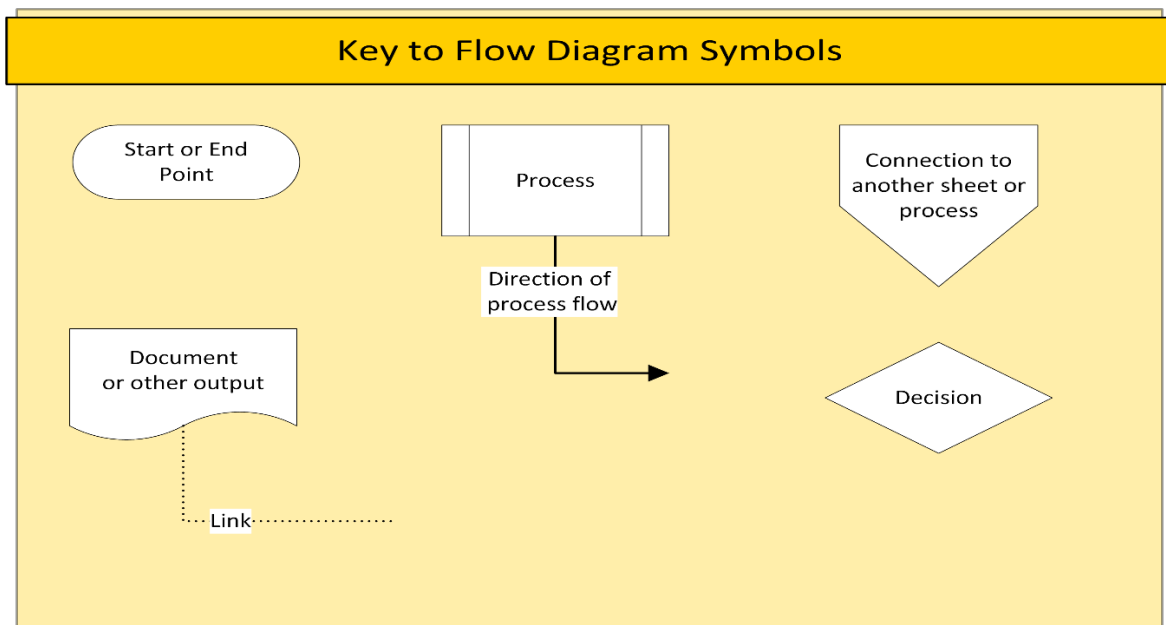 Key to Flow Diagram Symbols
Start or End
Point
Process
Connection to
another sheet or
process
Direction of
process flow
Document
or other output
Decision
Link